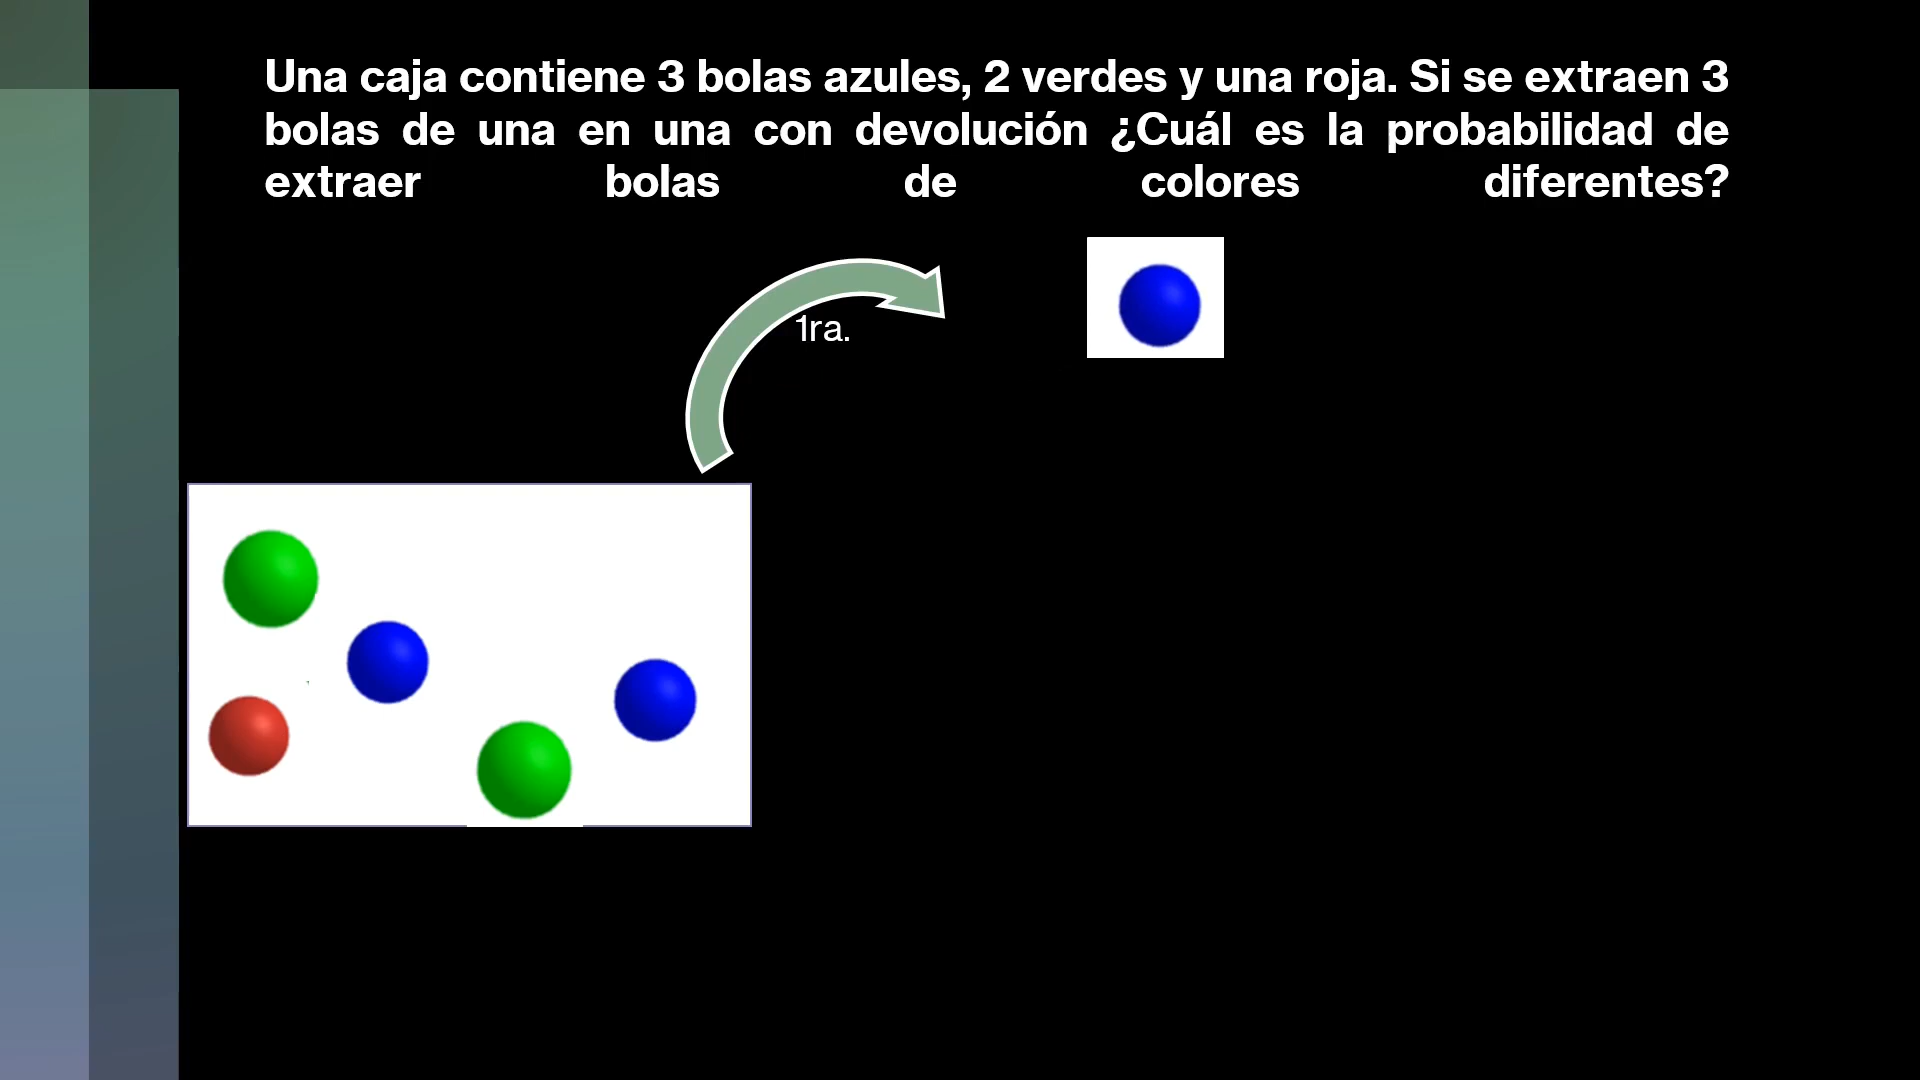 Una caja contiene 3 bolas azules, 2 verdes y una roja. Si se extraen 3
bolas de una en una con devolución ¿Cuál es la probabilidad de
extraer bolas de colores diferentes?
1ra.